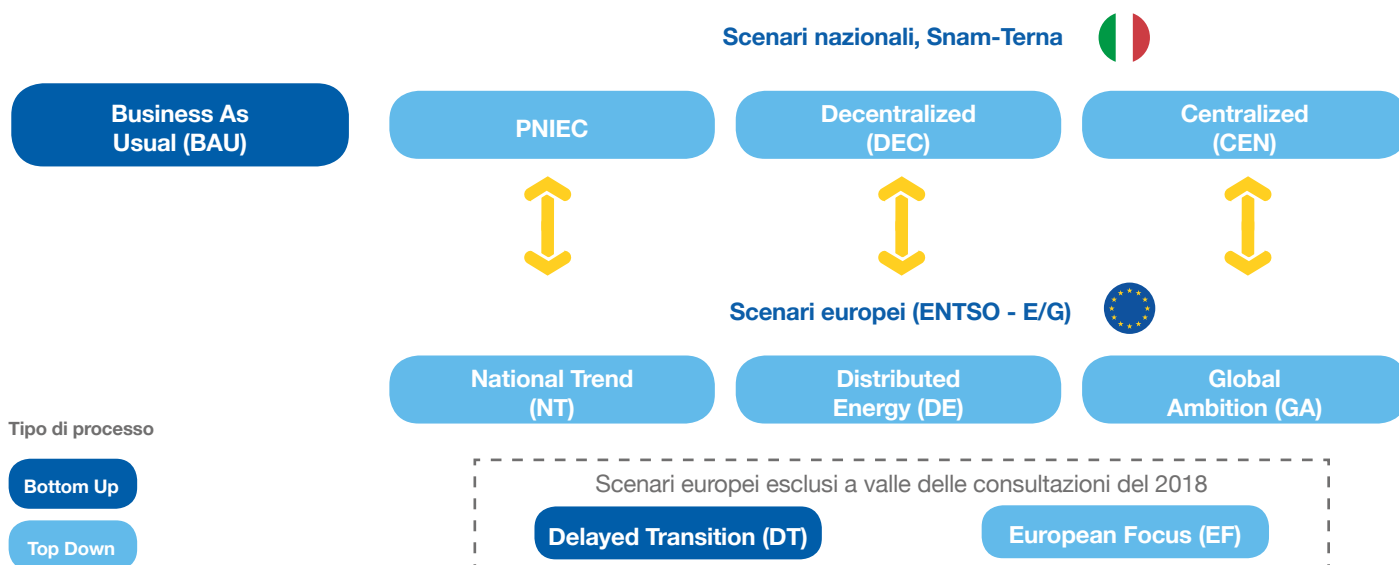 Scenari nazionali, Snam-Terna
Business As
Usual (BAU)
PNIEC
Decentralized
(DEC)
Centralized
(CEN)
Scenari europei (ENTSO - E/G)
National Trend
(NT)
Distributed
Energy (DE)
Global
Ambition (GA)
Tipo di processo
Bottom Up
Top Down
Scenari europei esclusi a valle delle consultazioni del 2018
Delayed Transition (DT)
European Focus (EF)